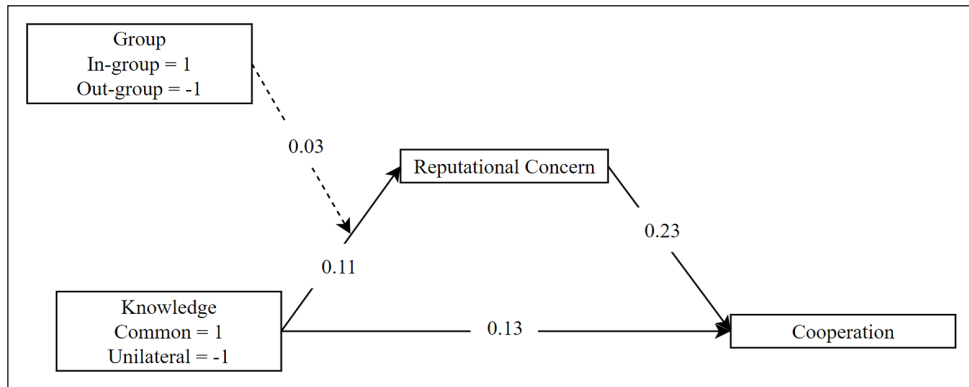 Group
In-group = 1
Out-group = -1
0.03
Reputational Concern
0.23
0.11
Knowledge
Common = 1
Unilateral = -1
0.13
Cooperation